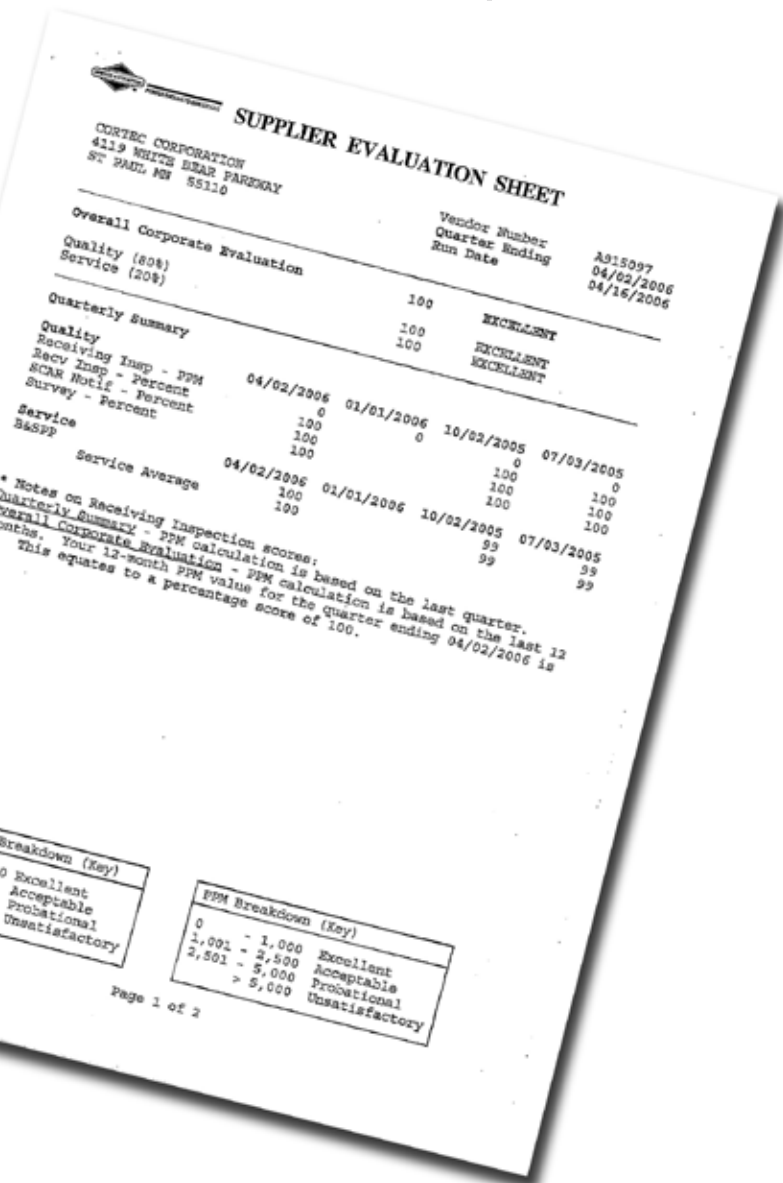 SUPPLIER EVALUATION SHEET
CORTEC CORPORATION
4119 WHITE BEAR PARKWAY
ST PAUL MN 55110
Vendor Number A915097
Quarter Ending 04/02/2006
Run Date 04/16/2006
Overall Corporate Evaluation 100 EXCELLENT
Quality (80%) 100 EXCELLENT
Service (20%) 100 EXCELLENT
Quarterly Summary
Quality 04/02/2006 01/01/2006 10/02/2005 07/03/2005
Receiving Insp - PPM 0 0 0 0
Recv Insp - Percent 100 100 100
SCAR Notif - Percent 100 100 100
Survey - Percent 100 100 100
Service 04/02/2006 01/01/2006 10/02/2005 07/03/2005
B&SPP 100 99 99
Service Average 100 99 99
* Notes on Receiving Inspection scores:
Quarterly Summary - PPM calculation is based on the last quarter.
Overall Corporate Evaluation - PPM calculation is based on the last 12
months. Your 12-month PPM value for the quarter ending 04/02/2006 is
This equates to a percentage score of 100.
Breakdown (Key)
0 Excellent
Acceptable
Probational
Unsatisfactory
PPM Breakdown (Key)
0 - 1,000 Excellent
1,001 - 2,500 Acceptable
2,501 - 5,000 Probational
> 5,000 Unsatisfactory
Page 1 of 2